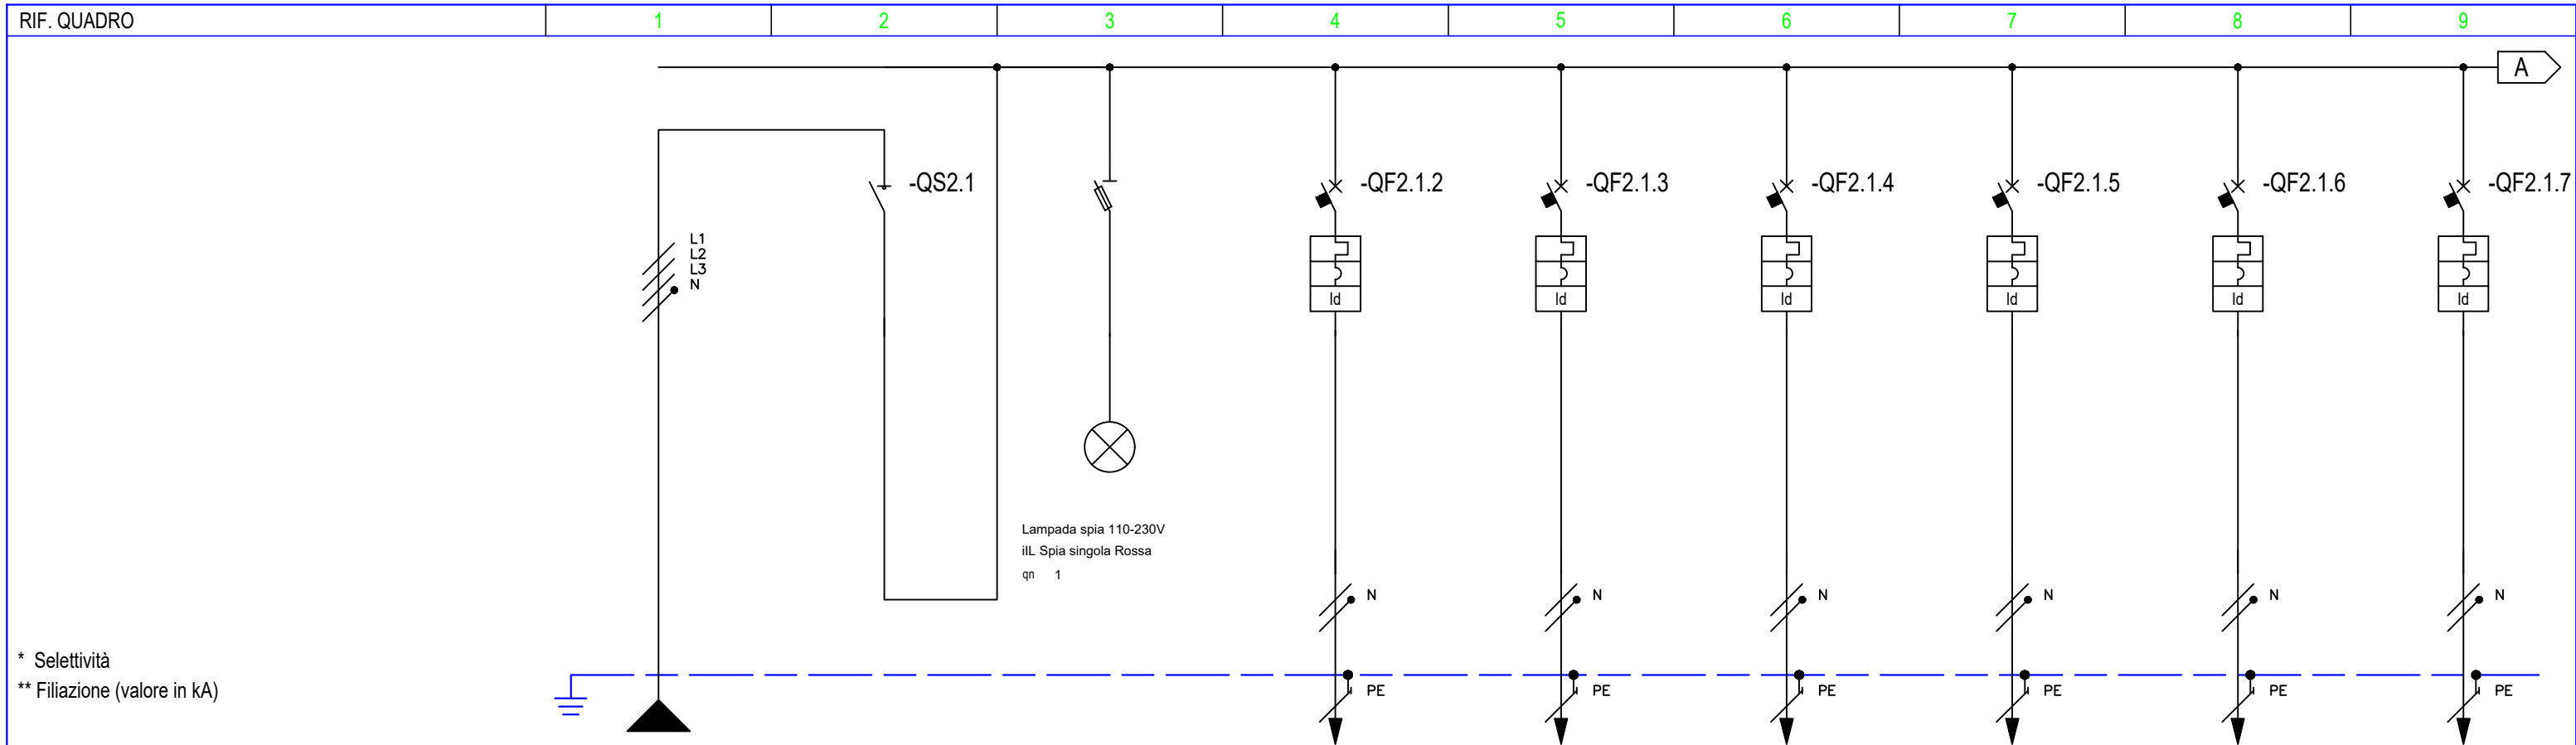 RIF. QUADRO 1 2 3 4 5 6 7 8 9
A
-QS2.1 -QF2.1.2 -QF2.1.3 -QF2.1.4 -QF2.1.5 -QF2.1.6 -QF2.1.7
L1
L2
L3
N
Id Id Id Id Id Id
Lampada spia 110-230V
iIL Spia singola Rossa
qn 1
N N N N N N
* Selettività
** Filiazione (valore in kA)
PE PE PE PE PE PE